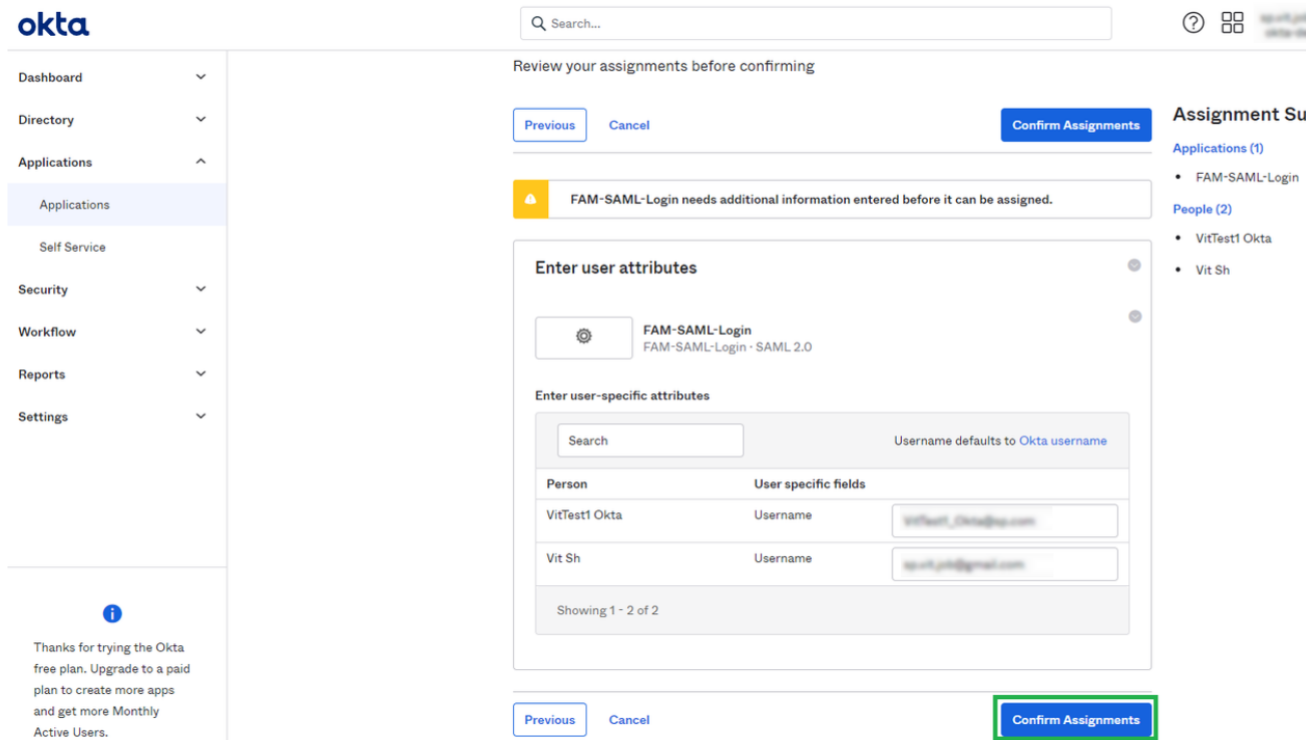 okta
Search...
Dashboard
Directory
Applications
Applications
Self Service
Security
Workflow
Reports
Settings
Thanks for trying the Okta
free plan. Upgrade to a paid
plan to create more apps
and get more Monthly
Active Users.
Review your assignments before confirming
Previous Cancel Confirm Assignments
FAM-SAML-Login needs additional information entered before it can be assigned.
Enter user attributes
FAM-SAML-Login
FAM-SAML-Login · SAML 2.0
Enter user-specific attributes
Search Username defaults to Okta username
Person User specific fields
VitTest1 Okta Username
Vit Sh Username
Showing 1 - 2 of 2
Previous Cancel Confirm Assignments
Assignment Su
Applications (1)
• FAM-SAML-Login
People (2)
• VitTest1 Okta
• Vit Sh